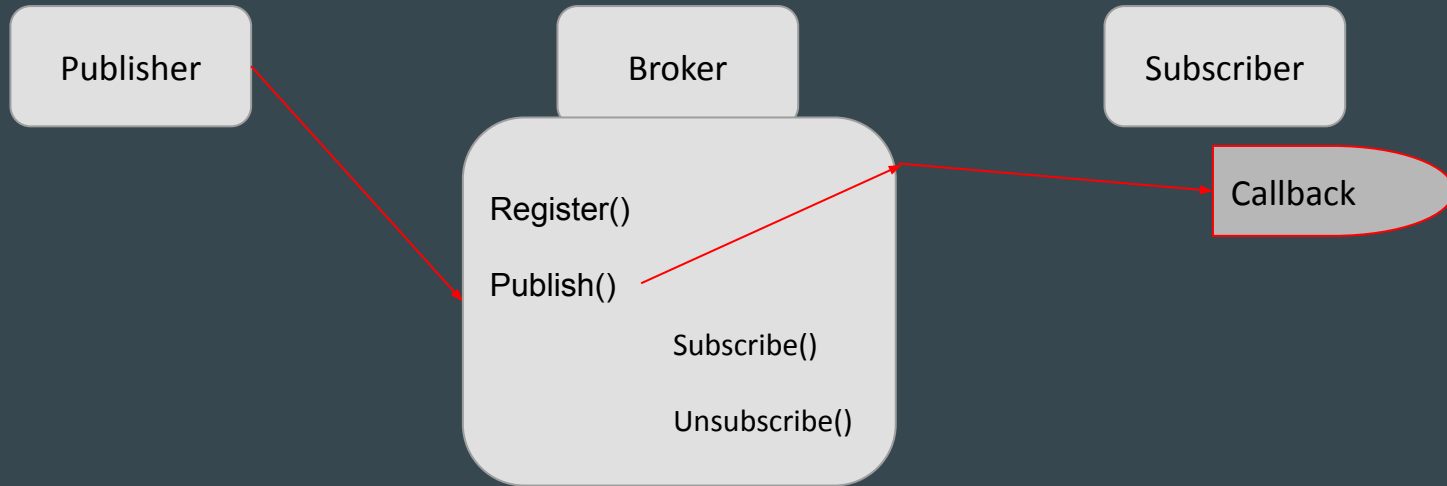 Publisher
Broker
Subscriber
Callback
Register()
Publish()
Subscribe()
Unsubscribe()